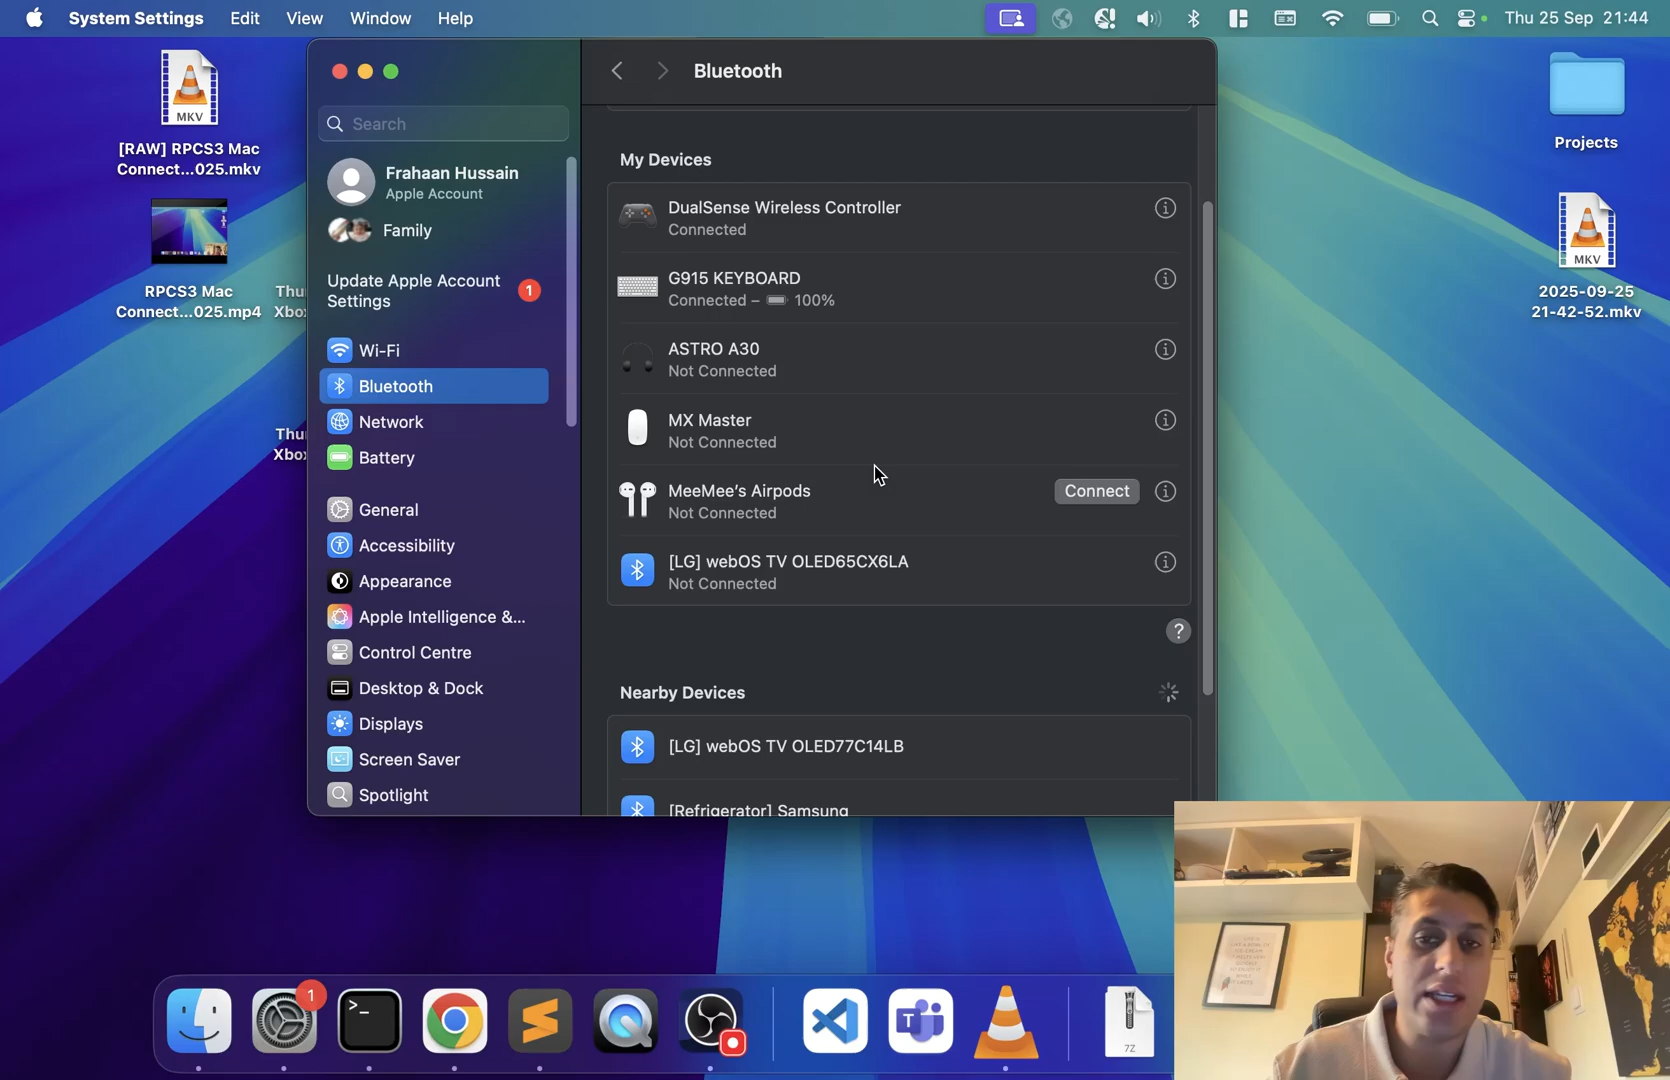 System Settings Edit View Window Help
Thu 25 Sep 21:44
MKV
[RAW] RPCS3 Mac
Connect...025.mkv
RPCS3 Mac
Connect...025.mp4
Thu
Xbo
Thu
Xbo
Search
Frahaan Hussain
Apple Account
Family
Update Apple Account
Settings
1
Wi-Fi
Bluetooth
Network
Battery
General
Accessibility
Appearance
Apple Intelligence &...
Control Centre
Desktop & Dock
Displays
Screen Saver
Spotlight
Bluetooth
My Devices
DualSense Wireless Controller
Connected
G915 KEYBOARD
Connected – 100%
ASTRO A30
Not Connected
MX Master
Not Connected
MeeMee's Airpods
Not Connected
Connect
[LG] webOS TV OLED65CX6LA
Not Connected
?
Nearby Devices
[LG] webOS TV OLED77C14LB
[Refrigerator] Samsung
Projects
MKV
2025-09-25
21-42-52.mkv
1
7Z